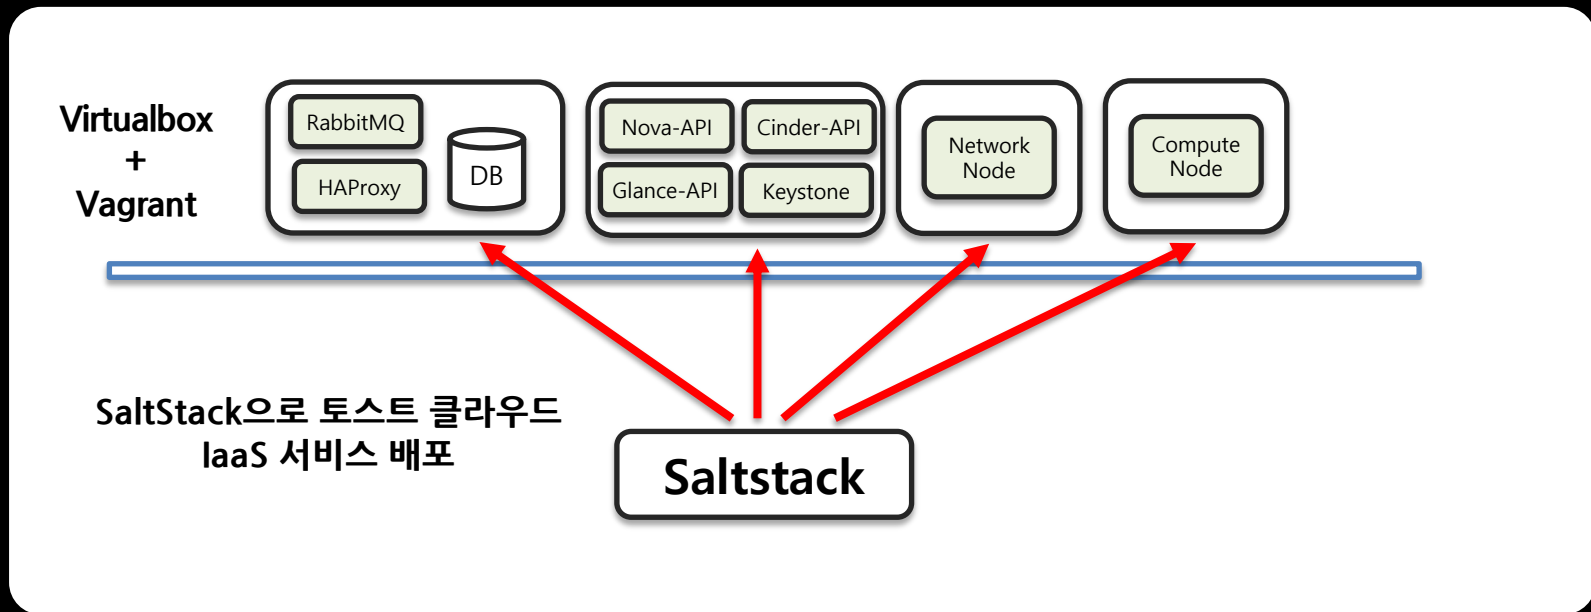 Virtualbox
+
Vagrant
RabbitMQ
HAProxy
DB
Nova-API
Cinder-API
Glance-API
Keystone
Network
Node
Compute
Node
SaltStack으로 토스트 클라우드
IaaS 서비스 배포
Saltstack